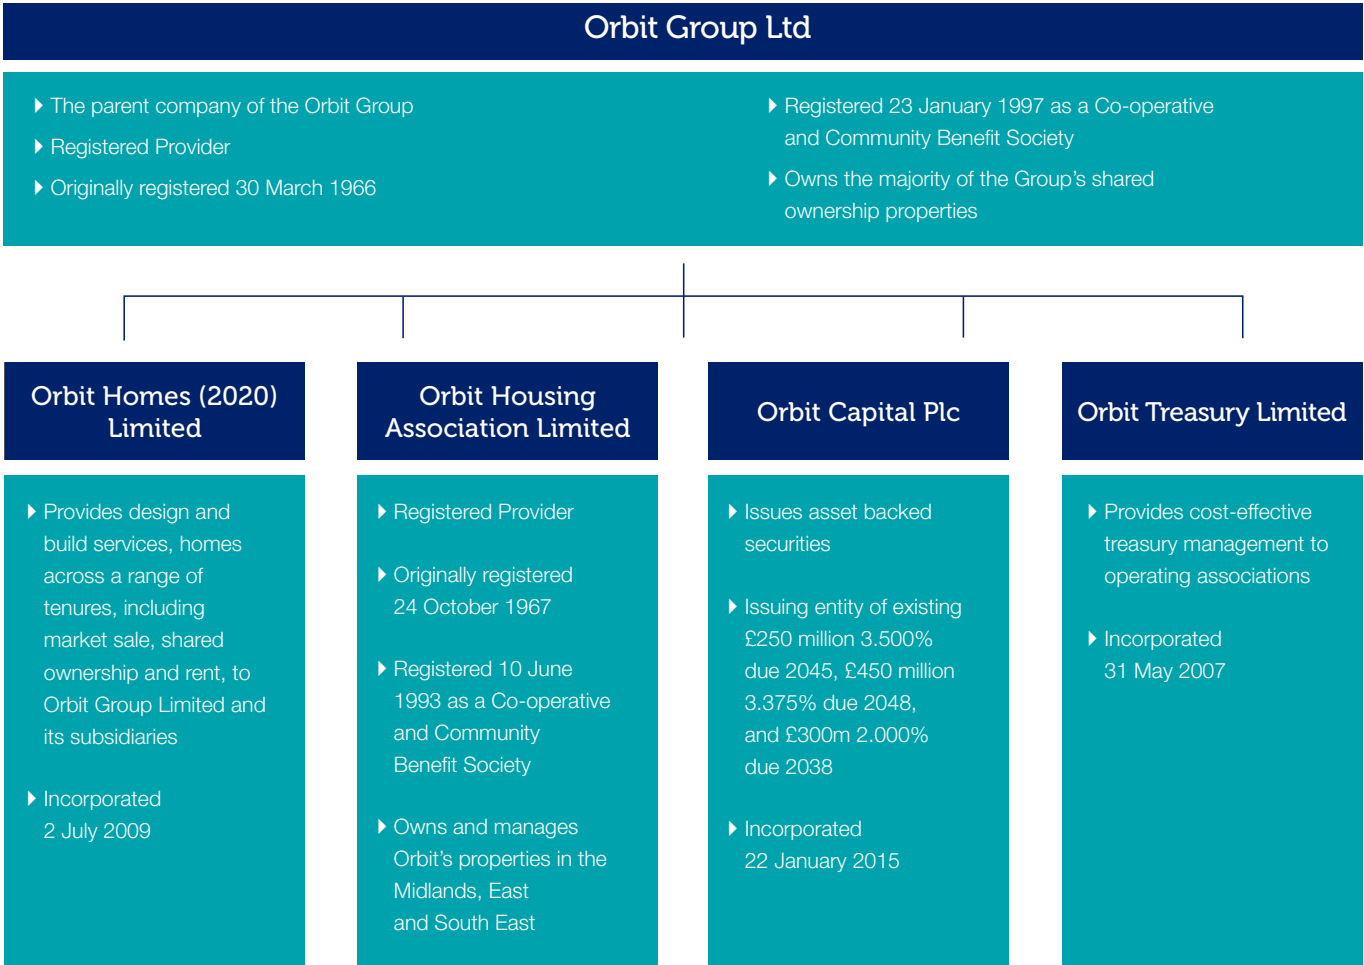 Orbit Group Ltd
The parent company of the Orbit Group
Registered Provider
Originally registered 30 March 1966
Registered 23 January 1997 as a Co-operative
and Community Benefit Society
Owns the majority of the Group’s shared
ownership properties
Orbit Homes (2020)
Limited
Provides design and
build services, homes
across a range of
tenures, including
market sale, shared
ownership and rent, to
Orbit Group Limited and
its subsidiaries
Incorporated
2 July 2009
Orbit Housing
Association Limited
Registered Provider
Originally registered
24 October 1967
Registered 10 June
1993 as a Co-operative
and Community
Benefit Society
Owns and manages
Orbit’s properties in the
Midlands, East
and South East
Orbit Capital Plc
Issues asset backed
securities
Issuing entity of existing
£250 million 3.500%
due 2045, £450 million
3.375% due 2048,
and £300m 2.000%
due 2038
Incorporated
22 January 2015
Orbit Treasury Limited
Provides cost-effective
treasury management to
operating associations
Incorporated
31 May 2007